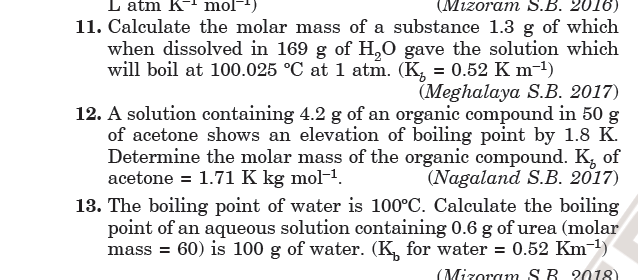 L atm K⁻¹ mol⁻¹) (Mizoram S.B. 2016)
11. Calculate the molar mass of a substance 1.3 g of which
when dissolved in 169 g of H₂O gave the solution which
will boil at 100.025 °C at 1 atm. (K_b = 0.52 K m⁻¹)
(Meghalaya S.B. 2017)
12. A solution containing 4.2 g of an organic compound in 50 g
of acetone shows an elevation of boiling point by 1.8 K.
Determine the molar mass of the organic compound. K_b of
acetone = 1.71 K kg mol⁻¹. (Nagaland S.B. 2017)
13. The boiling point of water is 100°C. Calculate the boiling
point of an aqueous solution containing 0.6 g of urea (molar
mass = 60) is 100 g of water. (K_b for water = 0.52 Km⁻¹)
(Mizoram S.B. 2018)